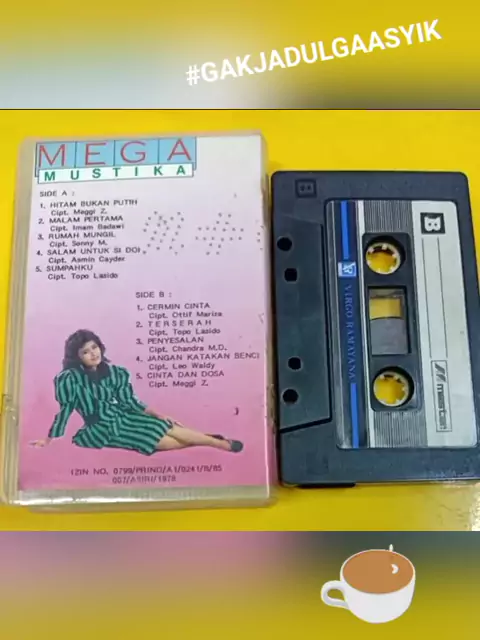 #GAKJADULGAASYIK
MEGA
MUSTIKA
SIDE A :
1. HITAM BUKAN PUTIH
Cipt. Meggi Z.
2. MALAM PERTAMA
Cipt. Imam Badawi
3. RUMAH MUNGIL
Cipt. Sonny M.
4. SALAM UNTUK SI DOI
Cipt. Asmin Cayder
5. SUMPAHKU
Cipt. Topo Lasido
SIDE B :
1. CERMIN CINTA
Cipt. Ottif Mariza
2. TERSERAH
Cipt. Topo Lasido
3. PENYESALAN
Cipt. Chandra M.D.
4. JANGAN KATAKAN BENCI
Cipt. Leo Waldy
5. CINTA DAN DOSA
Cipt. Meggi Z.
B
VIRGO RAMAYANA